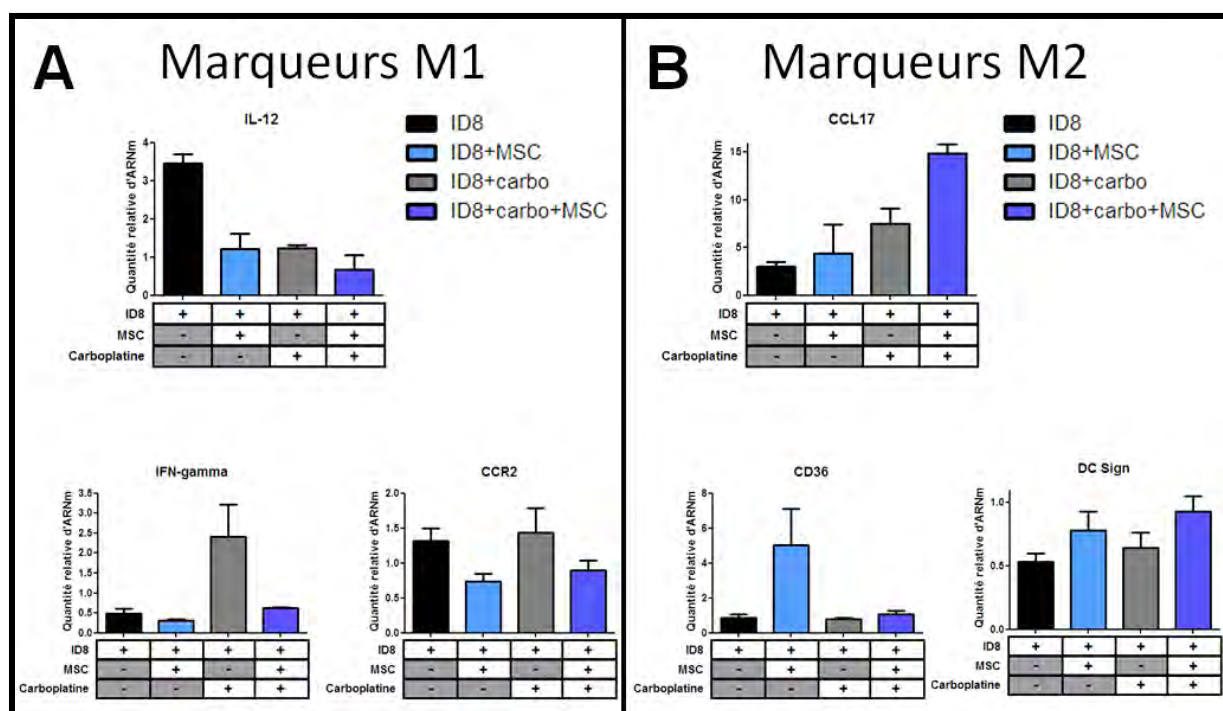 A Marqueurs M1
IL-12
Quantité relative d'ARNm
4
3
2
1
0
ID8
ID8+MSC
ID8+carbo
ID8+carbo+MSC
ID8 + + + +
MSC - + - +
Carboplatine - - + +
IFN-gamma
Quantité relative d'ARNm
3.5
3.0
2.5
2.0
1.5
1.0
0.5
0.0
ID8 + + + +
MSC - + - +
Carboplatine - - + +
CCR2
Quantité relative d'ARNm
2.0
1.5
1.0
0.5
0.0
ID8 + + + +
MSC - + - +
Carboplatine - - + +
B Marqueurs M2
CCL17
Quantité relative d'ARNm
15
10
5
0
ID8
ID8+MSC
ID8+carbo
ID8+carbo+MSC
ID8 + + + +
MSC - + - +
Carboplatine - - + +
CD36
Quantité relative d'ARNm
8
6
4
2
0
ID8 + + + +
MSC - + - +
Carboplatine - - + +
DC Sign
Quantité relative d'ARNm
1.0
0.5
0.0
ID8 + + + +
MSC - + - +
Carboplatine - - + +